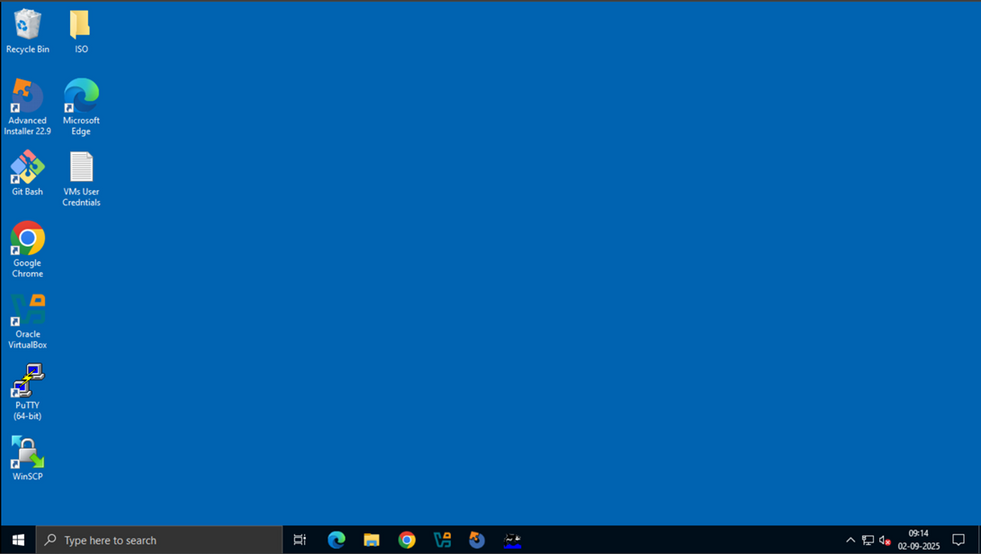 Recycle Bin
ISO
Advanced
Installer 22.9
Microsoft
Edge
Git Bash
VMs User
Credntials
Google
Chrome
Oracle
VirtualBox
PuTTY
(64-bit)
WinSCP
Type here to search
09:14
02-09-2025